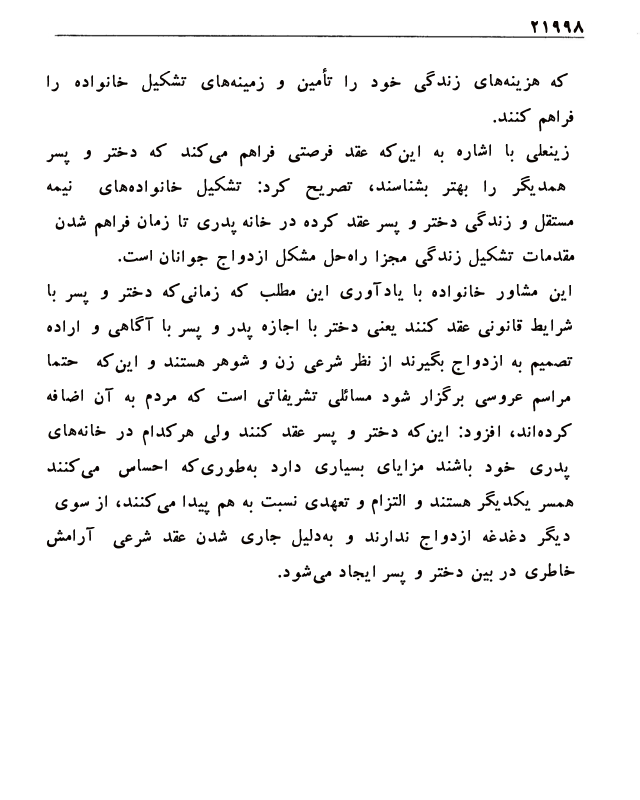 ۲۱۹۹۸
که هزینه‌های زندگی خود را تأمین و زمینه‌های تشکیل خانواده را
فراهم کنند.
زینعلی با اشاره به این‌که عقد فرصتی فراهم می‌کند که دختر و پسر
همدیگر را بهتر بشناسند، تصریح کرد: تشکیل خانواده‌های نیمه
مستقل و زندگی دختر و پسر عقد کرده در خانه پدری تا زمان فراهم شدن
مقدمات تشکیل زندگی مجزا راه‌حل مشکل ازدواج جوانان است.
این مشاور خانواده با یادآوری این مطلب که زمانی‌که دختر و پسر با
شرایط قانونی عقد کنند یعنی دختر با اجازه پدر و پسر با آگاهی و اراده
تصمیم به ازدواج بگیرند از نظر شرعی زن و شوهر هستند و این‌که حتما
مراسم عروسی برگزار شود مسائلی تشریفاتی است که مردم به آن اضافه
کرده‌اند، افزود: این‌که دختر و پسر عقد کنند ولی هرکدام در خانه‌های
پدری خود باشند مزایای بسیاری دارد به‌طوری‌که احساس می‌کنند
همسر یکدیگر هستند و التزام و تعهدی نسبت به هم پیدا می‌کنند، از سوی
دیگر دغدغه ازدواج ندارند و به‌دلیل جاری شدن عقد شرعی آرامش
خاطری در بین دختر و پسر ایجاد می‌شود.